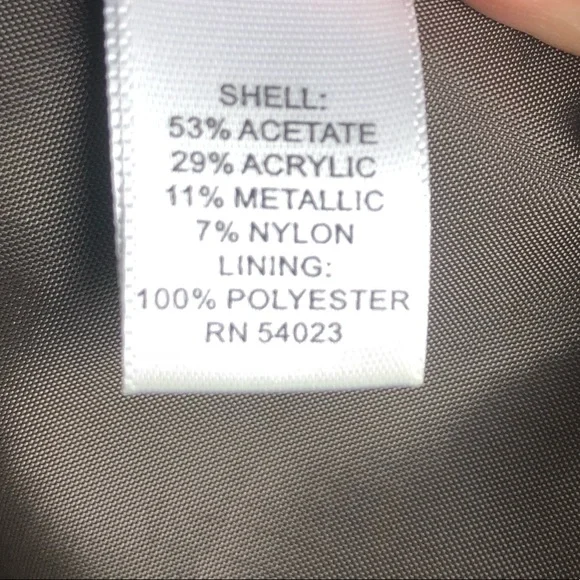 SHELL:
53% ACETATE
29% ACRYLIC
11% METALLIC
7% NYLON
LINING:
100% POLYESTER
RN 54023